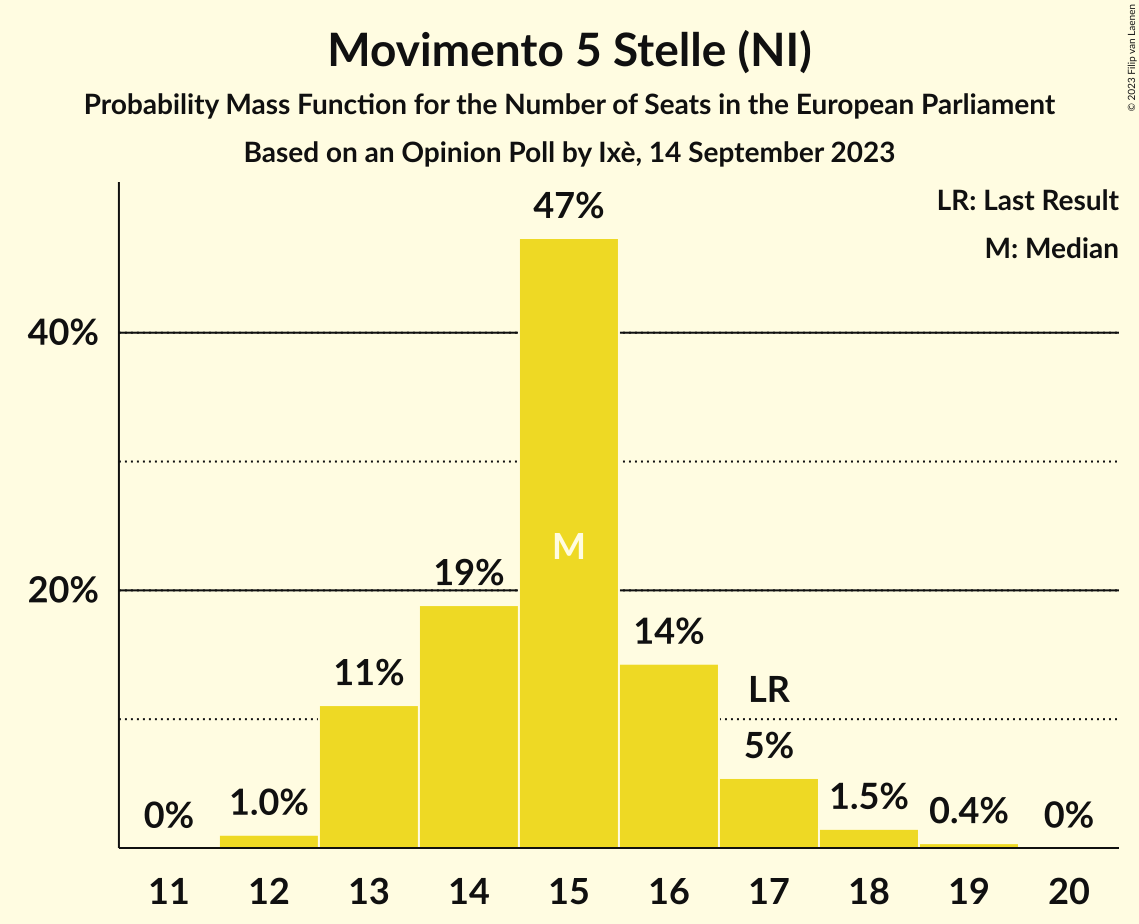 Movimento 5 Stelle (NI)
Probability Mass Function for the Number of Seats in the European Parliament
Based on an Opinion Poll by Ixè, 14 September 2023
© 2023 Filip van Laenen
LR: Last Result
M: Median
40%
20%
0%
1.0%
11%
19%
47%
M
14%
LR
5%
1.5%
0.4%
0%
11 12 13 14 15 16 17 18 19 20